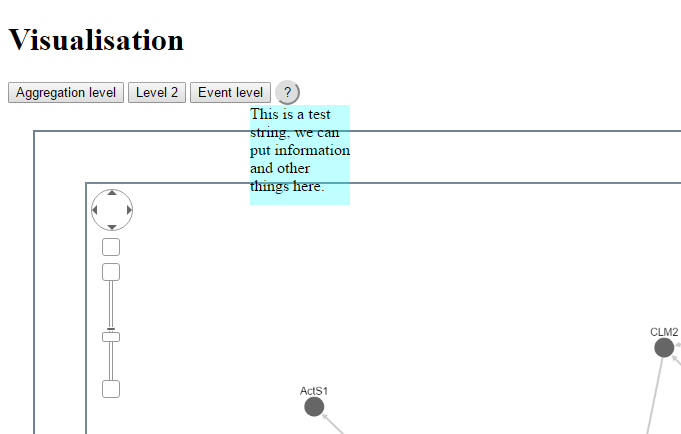 Visualisation
Aggregation level Level 2 Event level ?
This is a test
string, we can
put information
and other
things here.
CLM2
ActS1